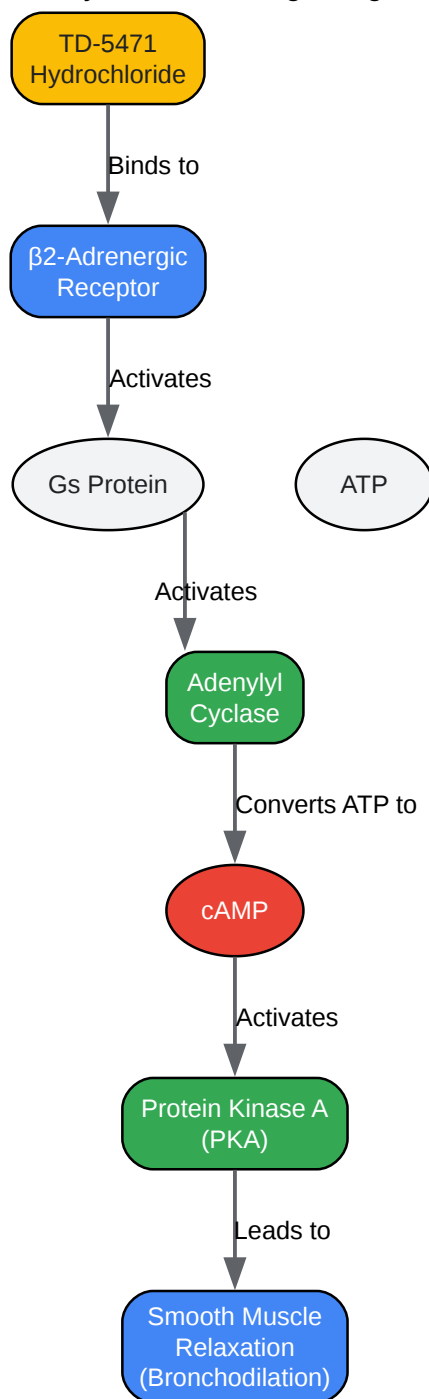 TD-5471
Hydrochloride
Binds to
β2-Adrenergic
Receptor
Activates
Gs Protein
ATP
Activates
Adenylyl
Cyclase
Converts ATP to
cAMP
Activates
Protein Kinase A
(PKA)
Leads to
Smooth Muscle
Relaxation
(Bronchodilation)